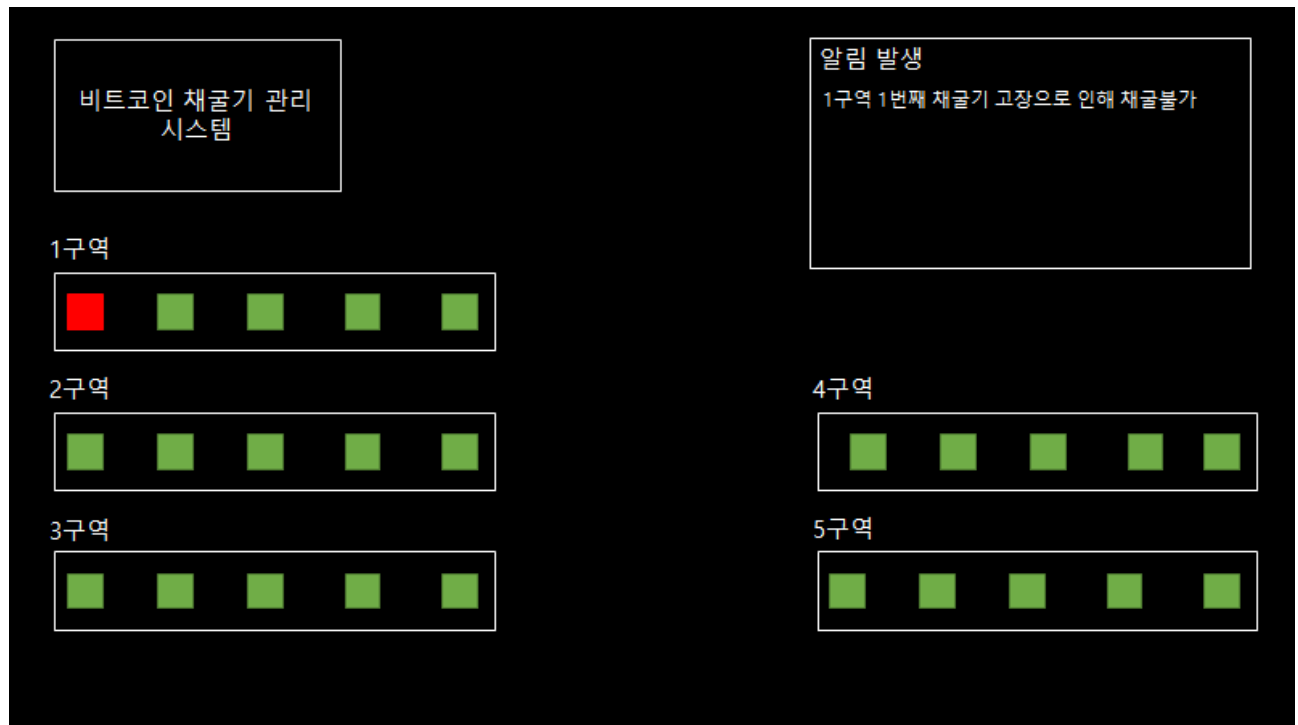 비트코인 채굴기 관리
시스템
알림 발생
1구역 1번째 채굴기 고장으로 인해 채굴불가
1구역
2구역
3구역
4구역
5구역